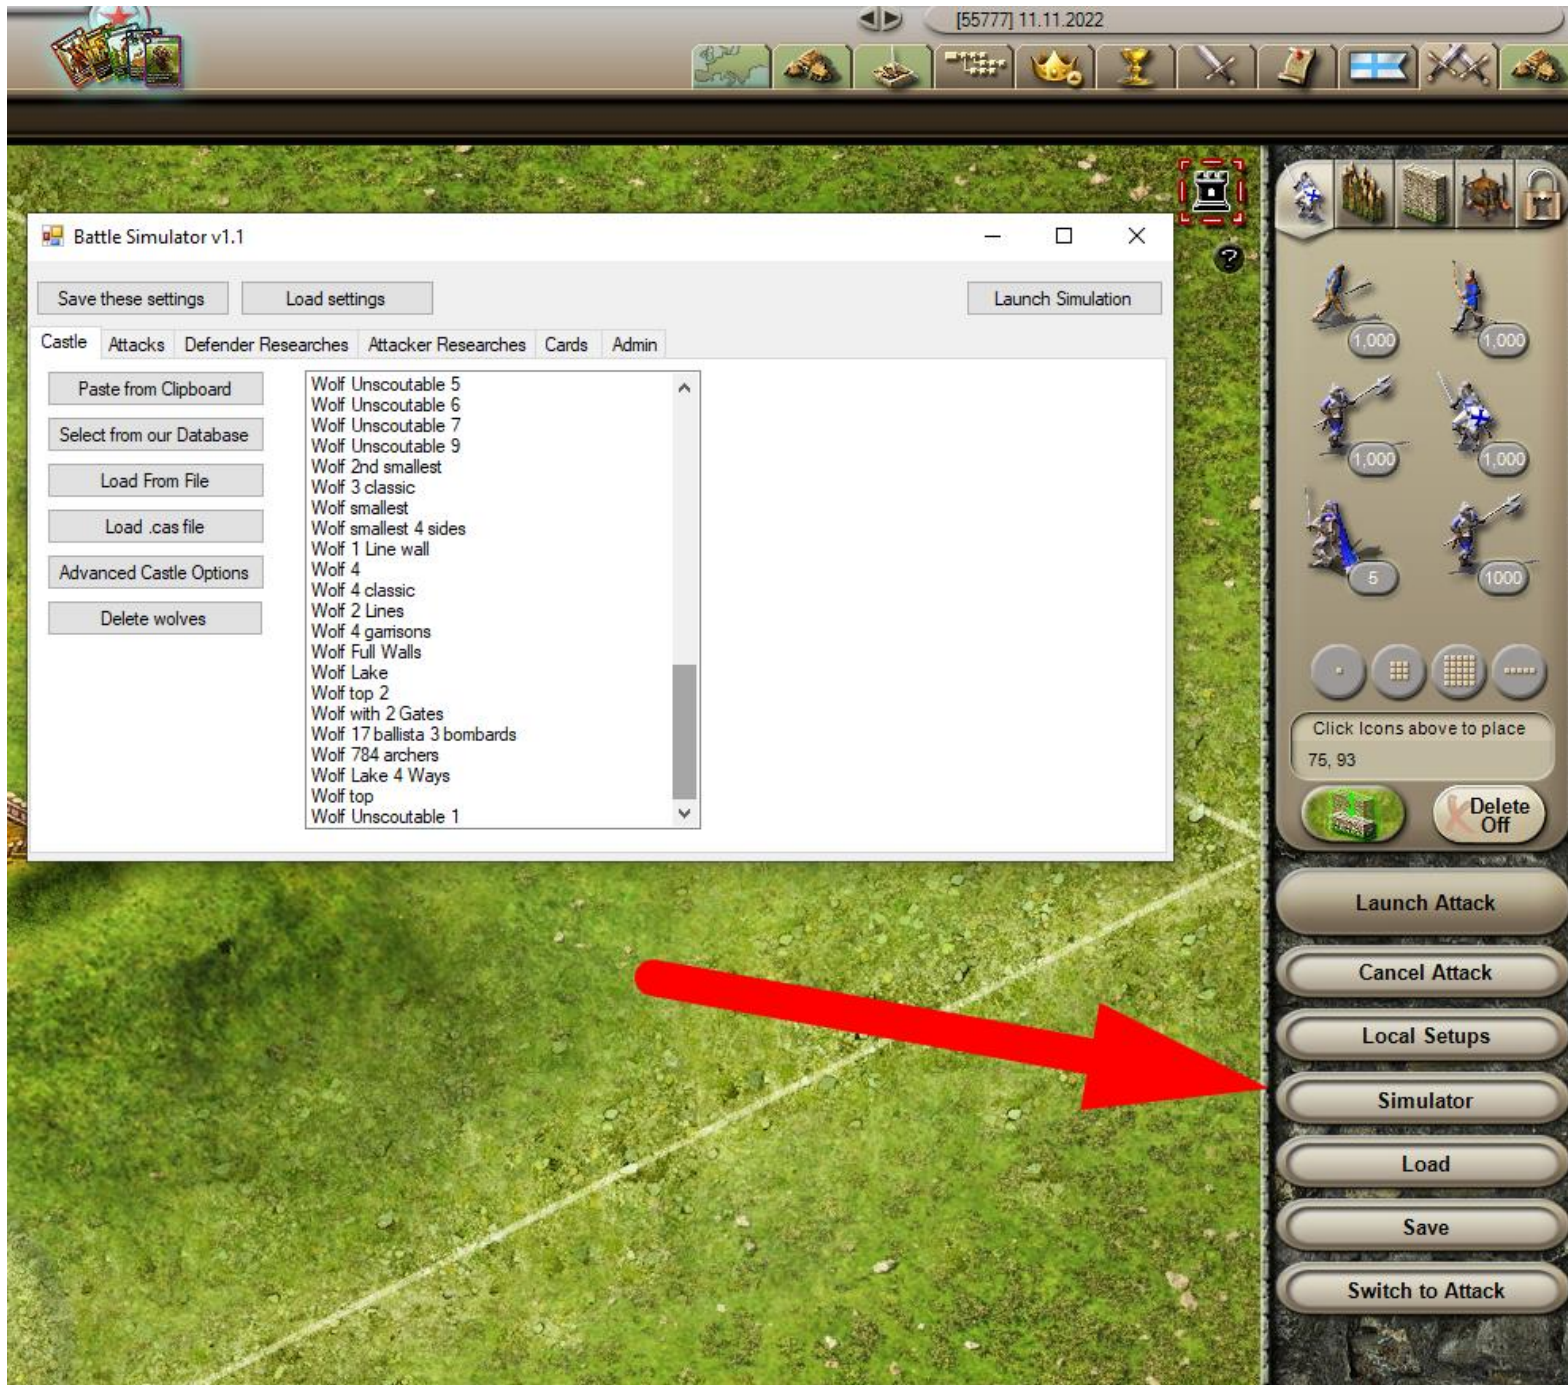 [55777] 11.11.2022
Battle Simulator v1.1
Save these settings
Load settings
Launch Simulation
Castle
Attacks
Defender Researches
Attacker Researches
Cards
Admin
Paste from Clipboard
Select from our Database
Load From File
Load .cas file
Advanced Castle Options
Delete wolves
Wolf Unscoutable 5
Wolf Unscoutable 6
Wolf Unscoutable 7
Wolf Unscoutable 9
Wolf 2nd smallest
Wolf 3 classic
Wolf smallest
Wolf smallest 4 sides
Wolf 1 Line wall
Wolf 4
Wolf 4 classic
Wolf 2 Lines
Wolf 4 garrisons
Wolf Full Walls
Wolf Lake
Wolf top 2
Wolf with 2 Gates
Wolf 17 ballista 3 bombards
Wolf 784 archers
Wolf Lake 4 Ways
Wolf top
Wolf Unscoutable 1
?
1,000
1,000
1,000
1,000
5
1000
Click Icons above to place
75, 93
Delete
Off
Launch Attack
Cancel Attack
Local Setups
Simulator
Load
Save
Switch to Attack